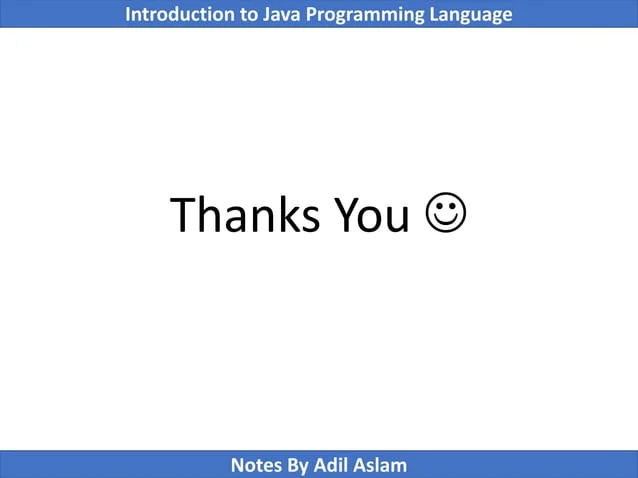 Introduction to Java Programming Language
Thanks You ☺
Notes By Adil Aslam